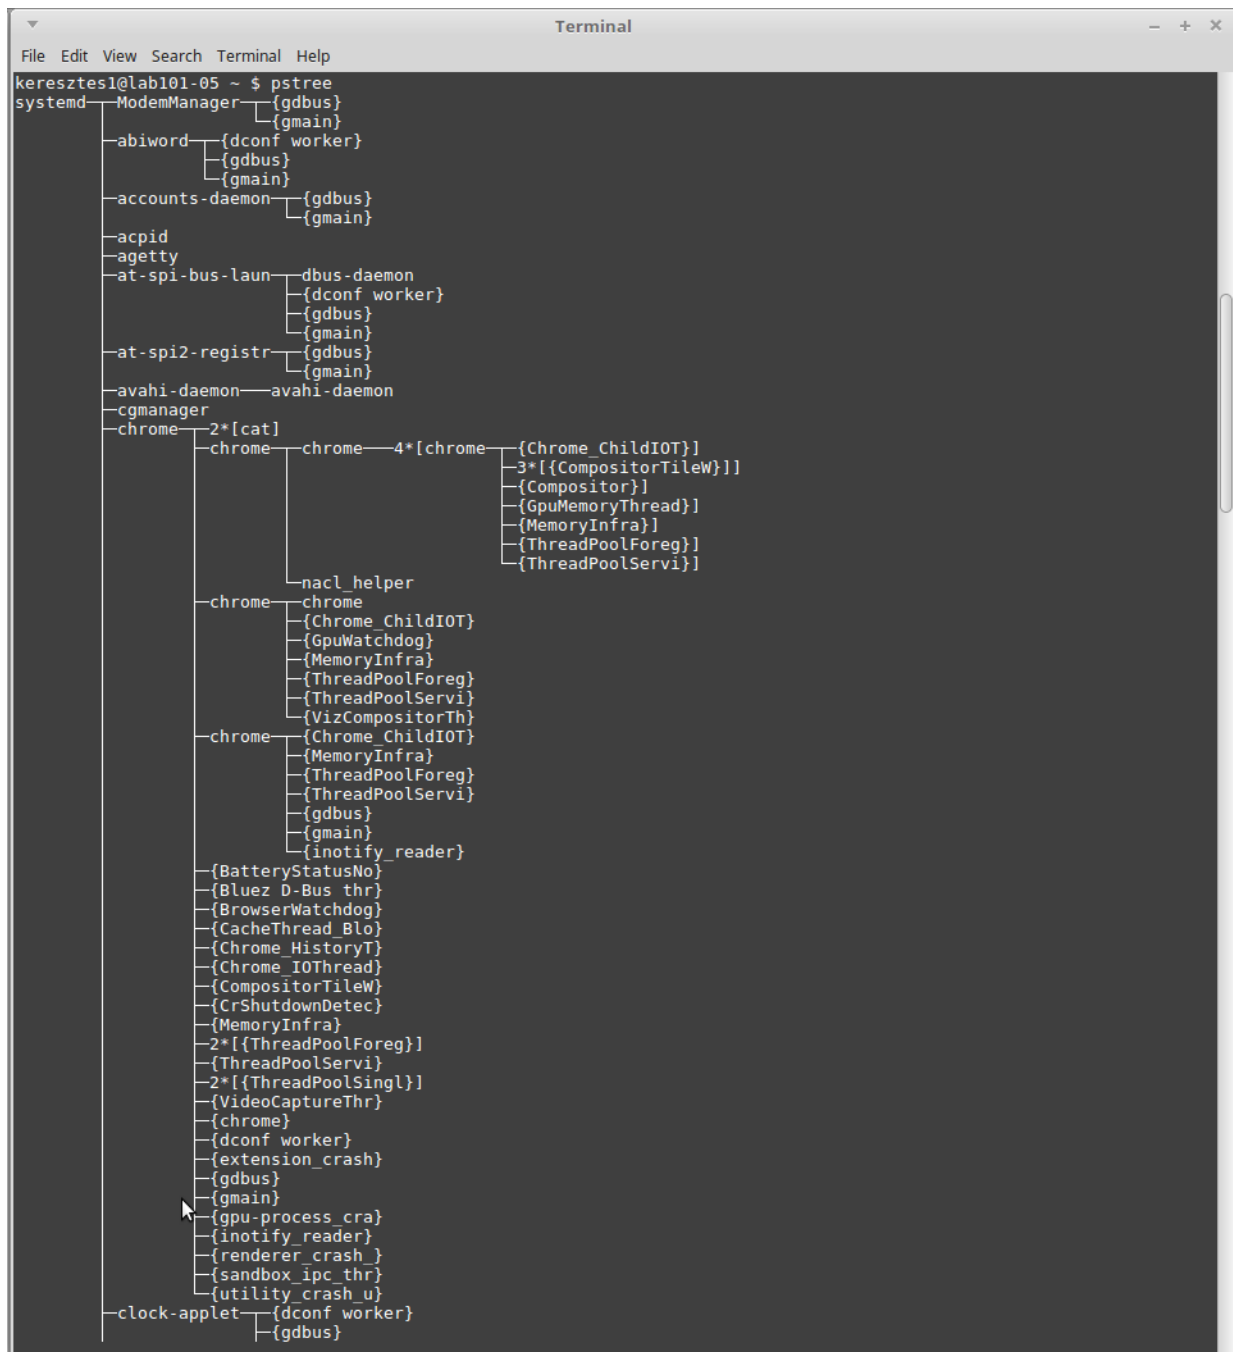 Terminal
File Edit View Search Terminal Help
keresztes1@lab101-05 ~ $ pstree
systemd─┬─ModemManager─┬─{gdbus}
        │              └─{gmain}
        ├─abiword─┬─{dconf worker}
        │         ├─{gdbus}
        │         └─{gmain}
        ├─accounts-daemon─┬─{gdbus}
        │                 └─{gmain}
        ├─acpid
        ├─agetty
        ├─at-spi-bus-laun─┬─dbus-daemon
        │                 ├─{dconf worker}
        │                 ├─{gdbus}
        │                 └─{gmain}
        ├─at-spi2-registr─┬─{gdbus}
        │                 └─{gmain}
        ├─avahi-daemon───avahi-daemon
        ├─cgmanager
        ├─chrome─┬─2*[cat]
        │        ├─chrome─┬─chrome───4*[chrome─┬─{Chrome_ChildIOT}]
        │        │        │                    ├─3*[{CompositorTileW}]]
        │        │        │                    ├─{Compositor}]
        │        │        │                    ├─{GpuMemoryThread}]
        │        │        │                    ├─{MemoryInfra}]
        │        │        │                    ├─{ThreadPoolForeg}]
        │        │        │                    └─{ThreadPoolServi}]
        │        │        └─nacl_helper
        │        ├─chrome─┬─chrome
        │        │        ├─{Chrome_ChildIOT}
        │        │        ├─{GpuWatchdog}
        │        │        ├─{MemoryInfra}
        │        │        ├─{ThreadPoolForeg}
        │        │        ├─{ThreadPoolServi}
        │        │        └─{VizCompositorTh}
        │        ├─chrome─┬─{Chrome_ChildIOT}
        │        │        ├─{MemoryInfra}
        │        │        ├─{ThreadPoolForeg}
        │        │        ├─{ThreadPoolServi}
        │        │        ├─{gdbus}
        │        │        ├─{gmain}
        │        │        └─{inotify_reader}
        │        ├─{BatteryStatusNo}
        │        ├─{Bluez D-Bus thr}
        │        ├─{BrowserWatchdog}
        │        ├─{CacheThread_Blo}
        │        ├─{Chrome_HistoryT}
        │        ├─{Chrome_IOThread}
        │        ├─{CompositorTileW}
        │        ├─{CrShutdownDetec}
        │        ├─{MemoryInfra}
        │        ├─2*[{ThreadPoolForeg}]
        │        ├─{ThreadPoolServi}
        │        ├─2*[{ThreadPoolSingl}]
        │        ├─{VideoCaptureThr}
        │        ├─{chrome}
        │        ├─{dconf worker}
        │        ├─{extension_crash}
        │        ├─{gdbus}
        │        ├─{gmain}
        │        ├─{gpu-process_cra}
        │        ├─{inotify_reader}
        │        ├─{renderer_crash_}
        │        ├─{sandbox_ipc_thr}
        │        └─{utility_crash_u}
        ├─clock-applet─┬─{dconf worker}
        │              ├─{gdbus}